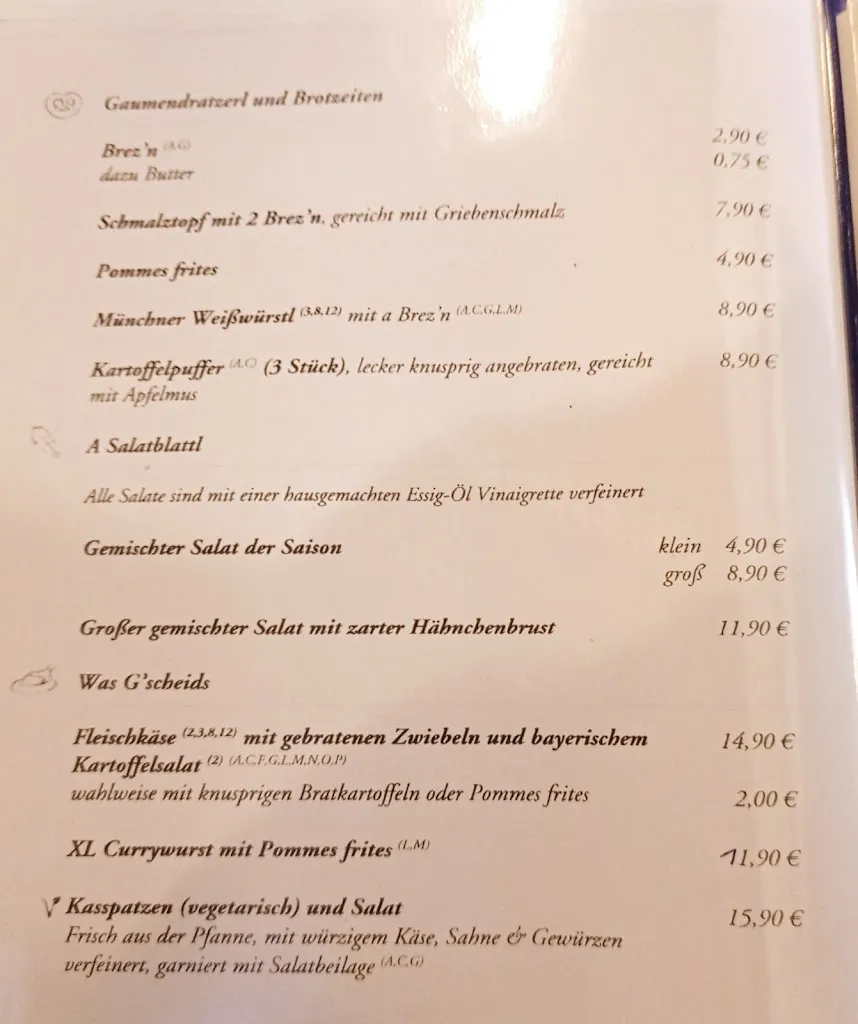 Gaumendratzerl und Brotzeiten
Brez'n (A,G) 2,90 €
dazu Butter 0,75 €
Schmalztopf mit 2 Brez'n, gereicht mit Griebenschmalz 7,90 €
Pommes frites 4,90 €
Münchner Weißwürstl (3,8,12) mit a Brez'n (A,C,G,L,M) 8,90 €
Kartoffelpuffer (A,C) (3 Stück), lecker knusprig angebraten, gereicht 8,90 €
mit Apfelmus
A Salatblattl
Alle Salate sind mit einer hausgemachten Essig-Öl Vinaigrette verfeinert
Gemischter Salat der Saison klein 4,90 €
groß 8,90 €
Großer gemischter Salat mit zarter Hähnchenbrust 11,90 €
Was G'scheids
Fleischkäse (2,3,8,12) mit gebratenen Zwiebeln und bayerischem 14,90 €
Kartoffelsalat (2) (A,C,F,G,L,M,N,O,P)
wahlweise mit knusprigen Bratkartoffeln oder Pommes frites 2,00 €
XL Currywurst mit Pommes frites (L,M) 11,90 €
Kasspatzen (vegetarisch) und Salat 15,90 €
Frisch aus der Pfanne, mit würzigem Käse, Sahne & Gewürzen
verfeinert, garniert mit Salatbeilage (A,C,G)